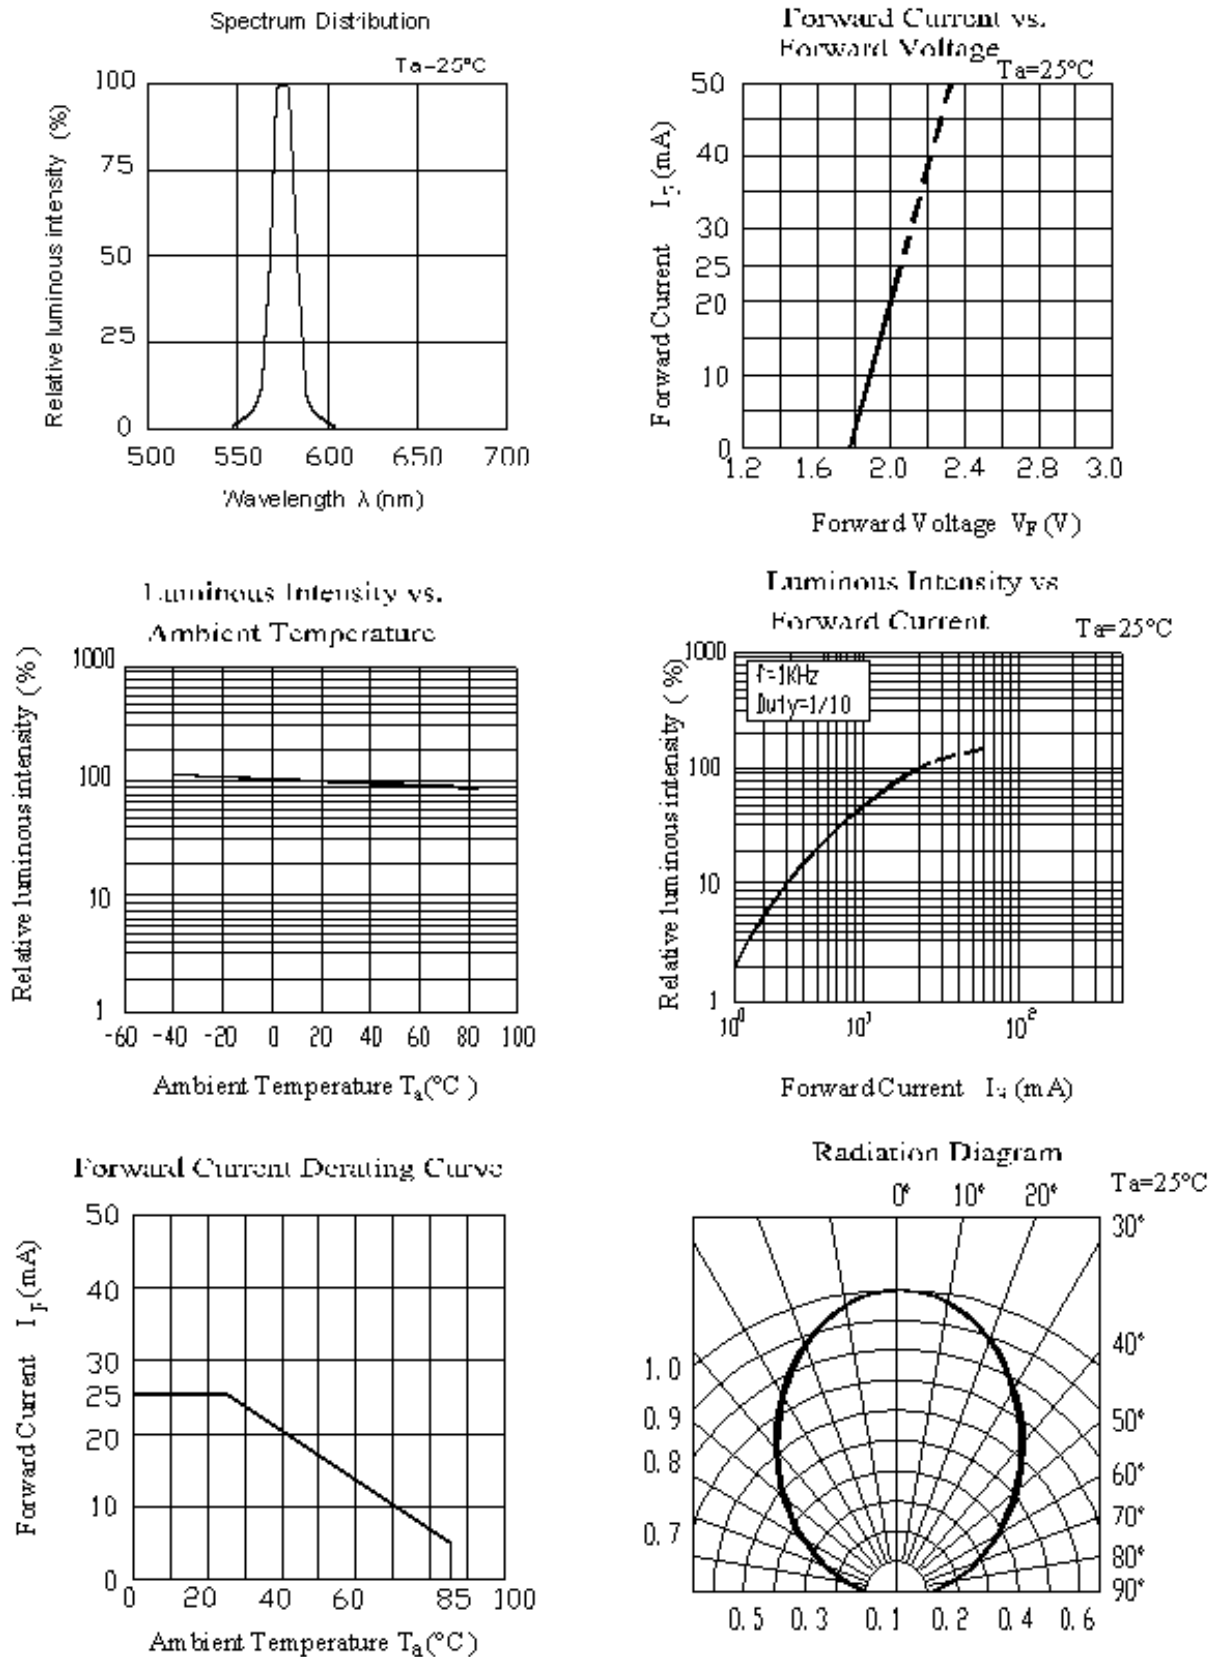 Spectrum Distribution
Ta=25°C
Relative luminous intensity (%)
100
75
50
25
0
500 550 600 650 700
Wavelength λ (nm)
Forward Current vs.
Forward Voltage
Ta=25°C
Forward Current I (mA)
50
40
30
25
20
10
0
1.2 1.6 2.0 2.4 2.8 3.0
Forward Voltage VF (V)
Luminous Intensity vs.
Ambient Temperature
Relative luminous intensity (%)
1000
100
10
1
-60 -40 -20 0 20 40 60 80 100
Ambient Temperature Ta(°C)
Luminous Intensity vs
Forward Current
Ta=25°C
f=1KHz
Duty=1/10
Relative luminous intensity (%)
1000
100
10
1
10⁰ 10¹ 10²
Forward Current I (mA)
Forward Current Derating Curve
Forward Current IF (mA)
50
40
30
25
20
10
0
0 20 40 60 85 100
Ambient Temperature Ta(°C)
Radiation Diagram
Ta=25°C
0° 10° 20°
30°
40°
50°
60°
70°
80°
90°
1.0
0.9
0.8
0.7
0.5 0.3 0.1 0.2 0.4 0.6